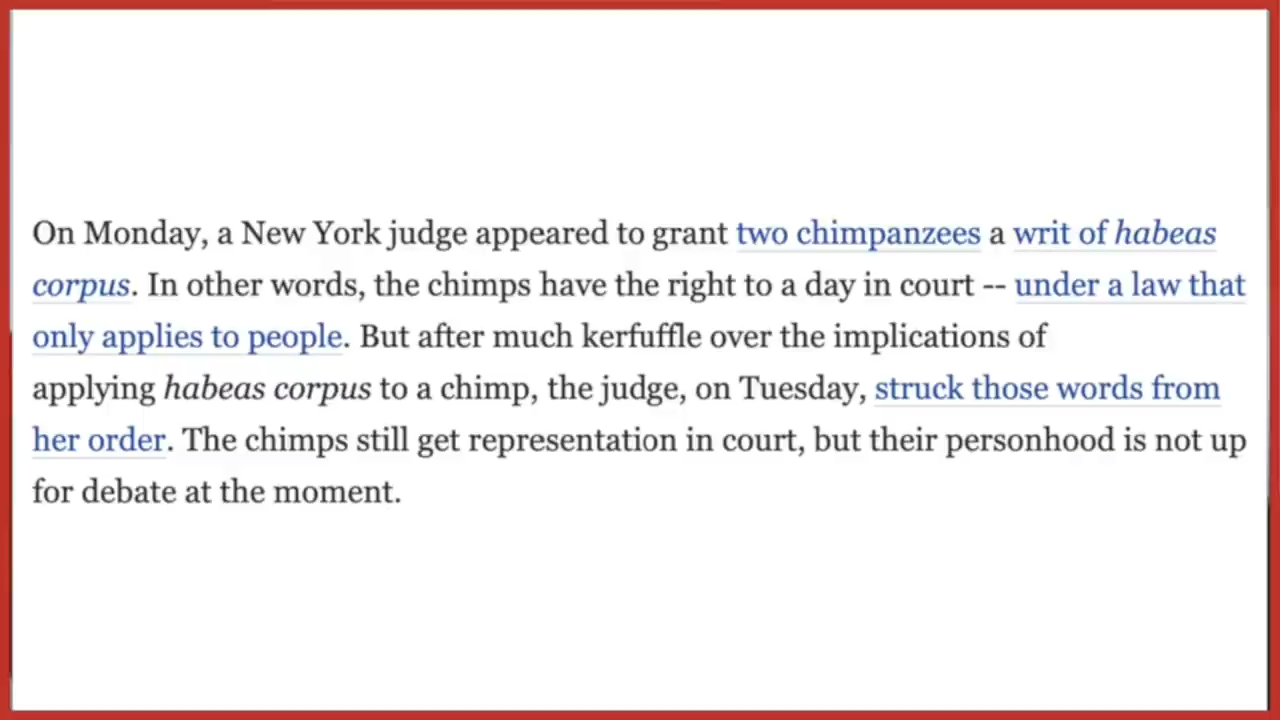 On Monday, a New York judge appeared to grant two chimpanzees a writ of habeas
corpus. In other words, the chimps have the right to a day in court -- under a law that
only applies to people. But after much kerfuffle over the implications of
applying habeas corpus to a chimp, the judge, on Tuesday, struck those words from
her order. The chimps still get representation in court, but their personhood is not up
for debate at the moment.